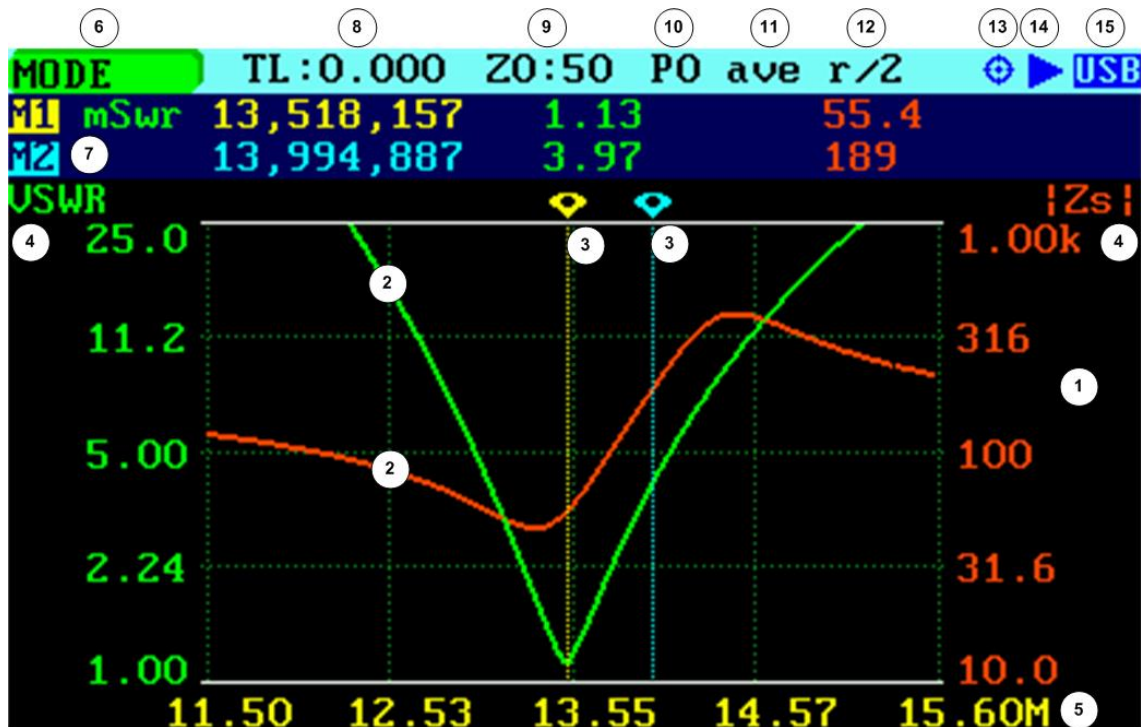 6 8 9 10 11 12 13 14 15
MODE TL:0.000 Z0:50 P0 ave r/2 USB
M1 mSwr 13,518,157 1.13 55.4
M2 7 13,994,887 3.97 189
VSWR |Zs|
4 25.0 3 3 1.00k 4
2
11.2 316
1
5.00 100
2
2.24 31.6
1.00 10.0
11.50 12.53 13.55 14.57 15.60M 5